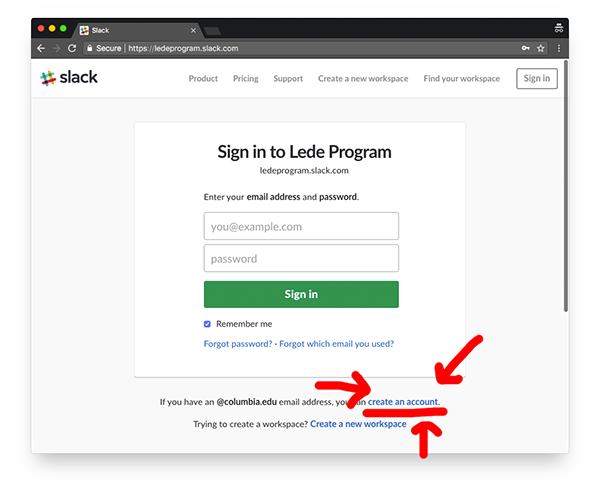 Slack
Secure | https://ledeprogram.slack.com
slack Product Pricing Support Create a new workspace Find your workspace Sign in
Sign in to Lede Program
ledeprogram.slack.com
Enter your email address and password.
you@example.com
password
Sign in
Remember me
Forgot password? · Forgot which email you used?
If you have an @columbia.edu email address, you can create an account.
Trying to create a workspace? Create a new workspace